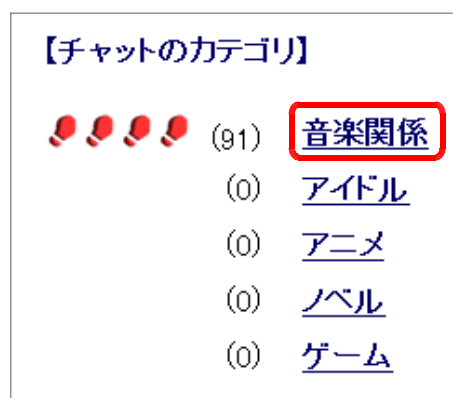 【チャットのカテゴリ】
(91) 音楽関係
(0) アイドル
(0) アニメ
(0) ノベル
(0) ゲーム